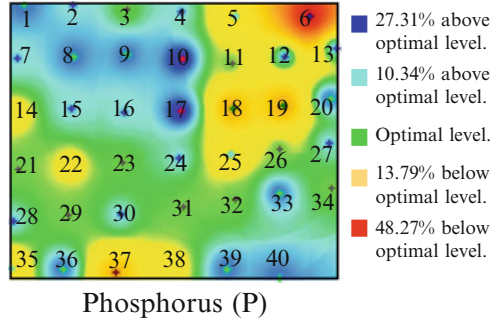 1 2 3 4 5 6
7 8 9 10 11 12 13
14 15 16 17 18 19 20
21 22 23 24 25 26 27
28 29 30 31 32 33 34
35 36 37 38 39 40
27.31% above
optimal level.
10.34% above
optimal level.
Optimal level.
13.79% below
optimal level.
48.27% below
optimal level.
Phosphorus (P)